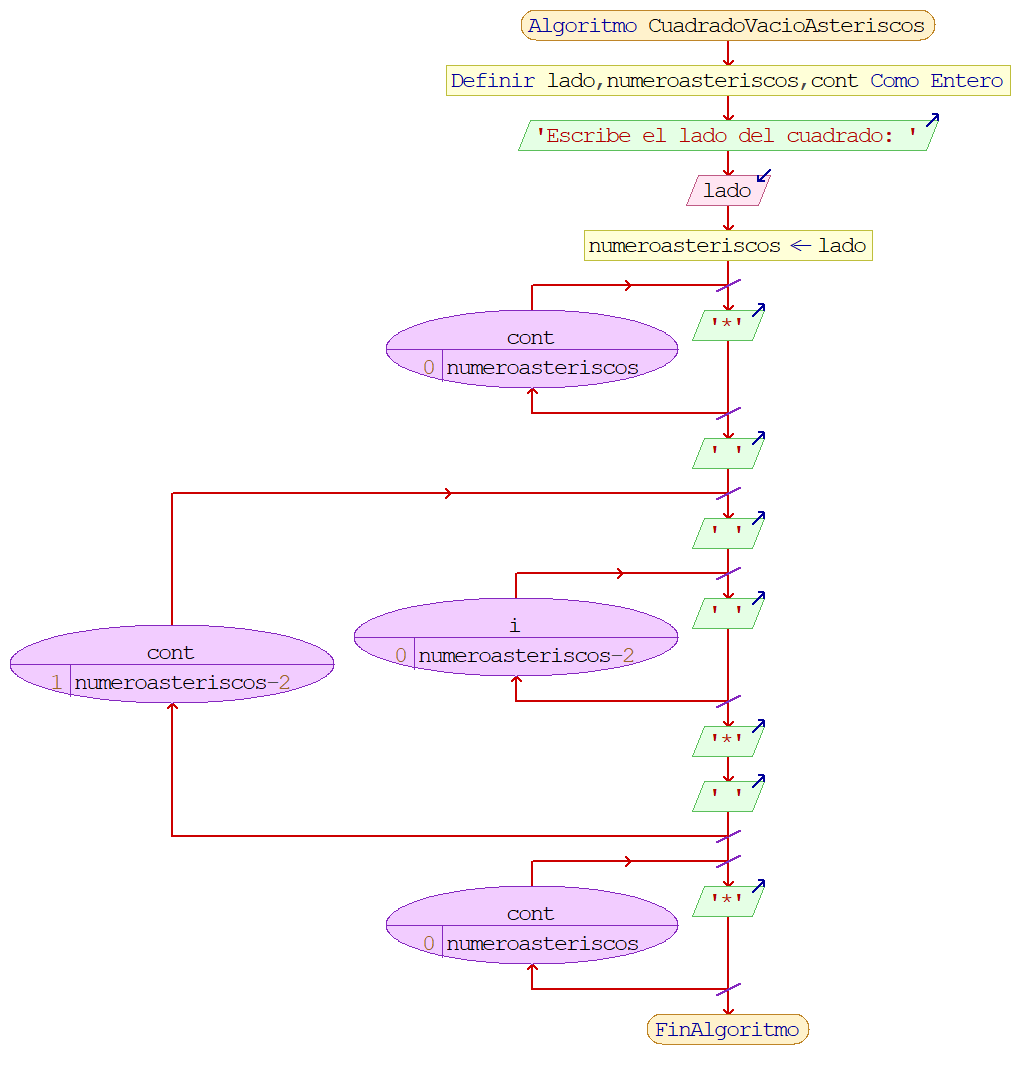 Algoritmo CuadradoVacioAsteriscos
Definir lado,numeroasteriscos,cont Como Entero
'Escribe el lado del cuadrado: '
lado
numeroasteriscos ← lado
'*'
cont
0 numeroasteriscos
' '
' '
' '
i
0 numeroasteriscos-2
cont
1 numeroasteriscos-2
'*'
' '
'*'
cont
0 numeroasteriscos
FinAlgoritmo